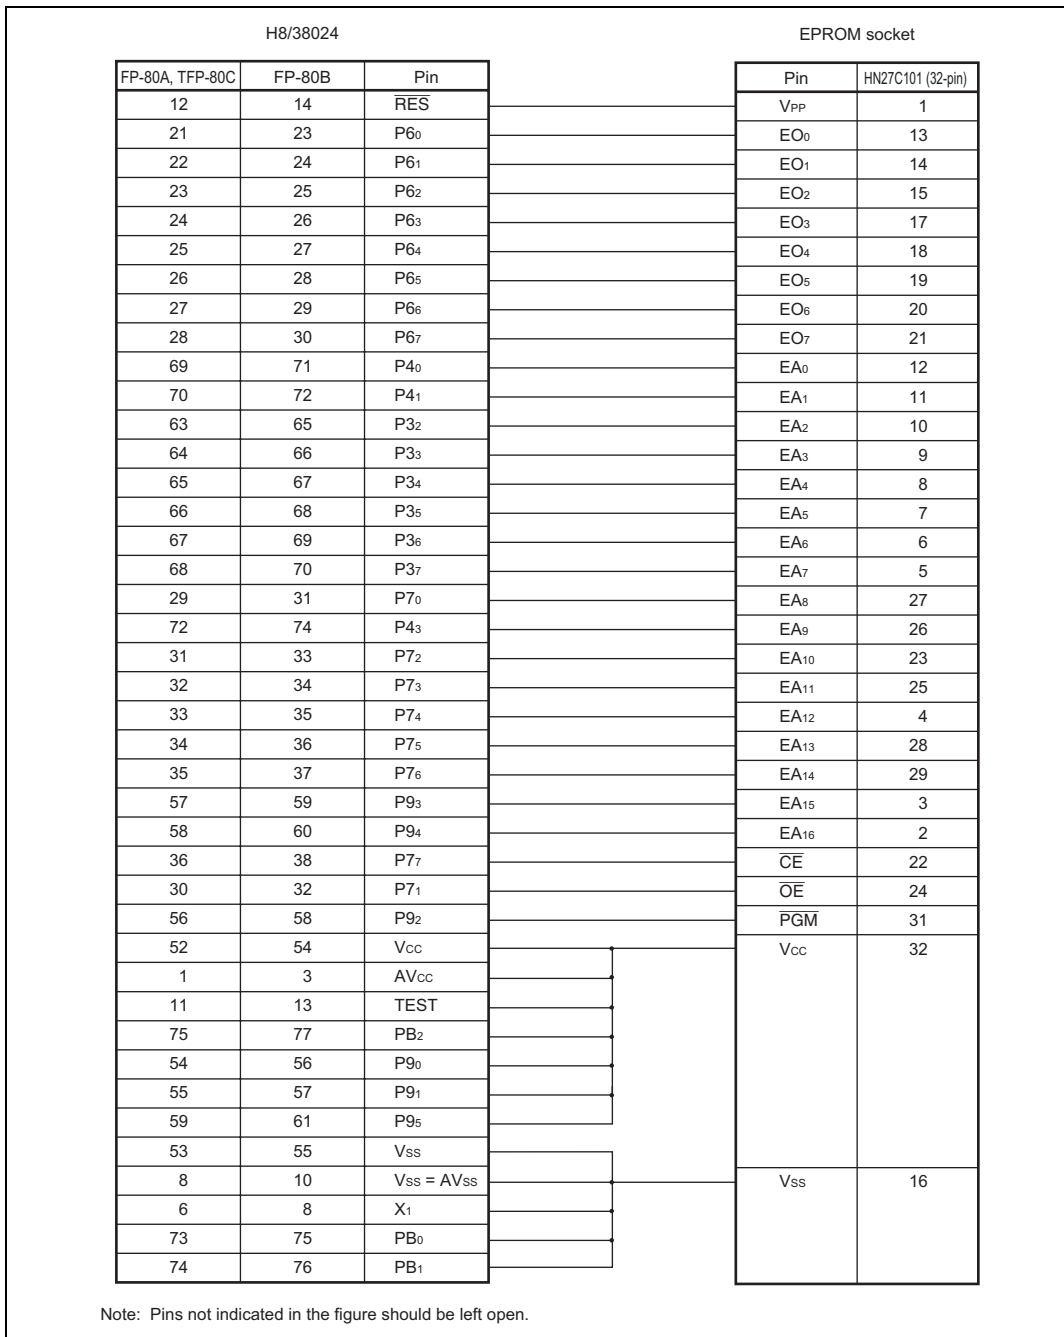 H8/38024 EPROM socket
FP-80A, TFP-80C FP-80B Pin Pin HN27C101 (32-pin)
12 14 RES VPP 1
21 23 P60 EO0 13
22 24 P61 EO1 14
23 25 P62 EO2 15
24 26 P63 EO3 17
25 27 P64 EO4 18
26 28 P65 EO5 19
27 29 P66 EO6 20
28 30 P67 EO7 21
69 71 P40 EA0 12
70 72 P41 EA1 11
63 65 P32 EA2 10
64 66 P33 EA3 9
65 67 P34 EA4 8
66 68 P35 EA5 7
67 69 P36 EA6 6
68 70 P37 EA7 5
29 31 P70 EA8 27
72 74 P43 EA9 26
31 33 P72 EA10 23
32 34 P73 EA11 25
33 35 P74 EA12 4
34 36 P75 EA13 28
35 37 P76 EA14 29
57 59 P93 EA15 3
58 60 P94 EA16 2
36 38 P77 CE 22
30 32 P71 OE 24
56 58 P92 PGM 31
52 54 VCC VCC 32
1 3 AVCC
11 13 TEST
75 77 PB2
54 56 P90
55 57 P91
59 61 P95
53 55 VSS
8 10 VSS = AVSS VSS 16
6 8 X1
73 75 PB0
74 76 PB1
Note: Pins not indicated in the figure should be left open.